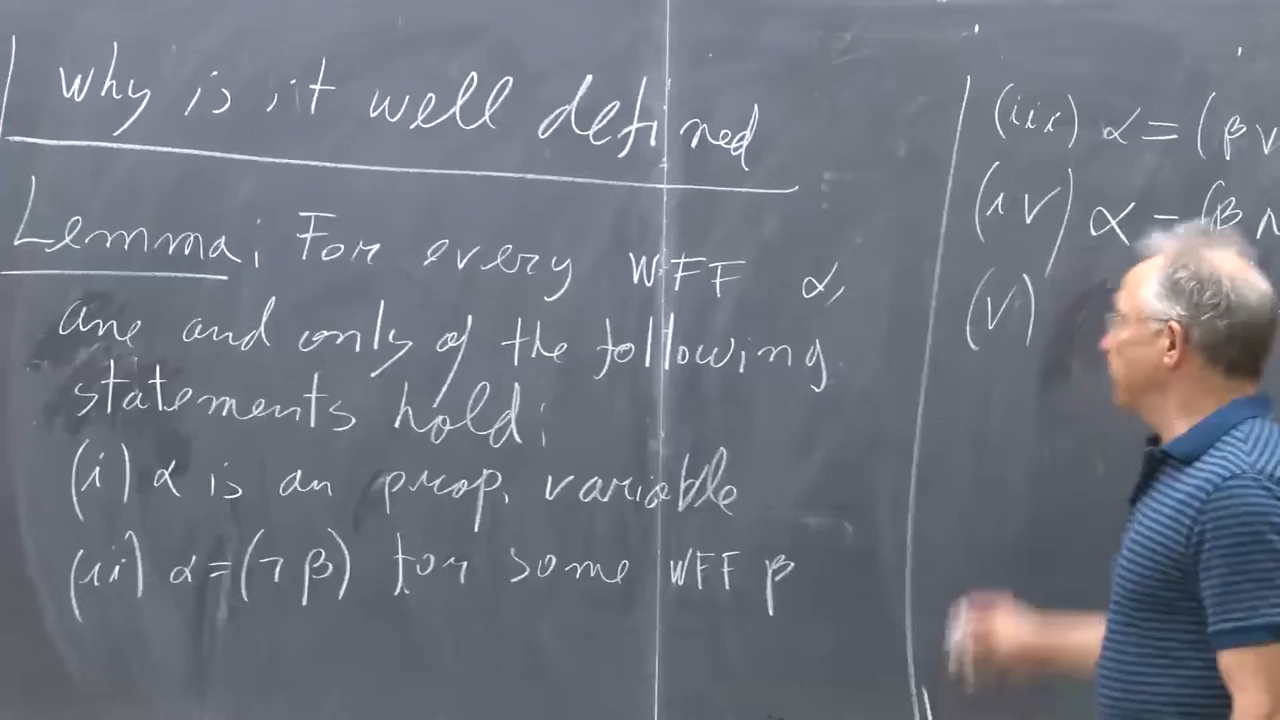 Why is it well defined
Lemma: For every WFF α,
one and only of the following
statements hold:
(i) α is an prop. variable
(ii) α = (¬ β) for some WFF β
(iii) α = (β ∨
(iv) α = (β ∧
(v)